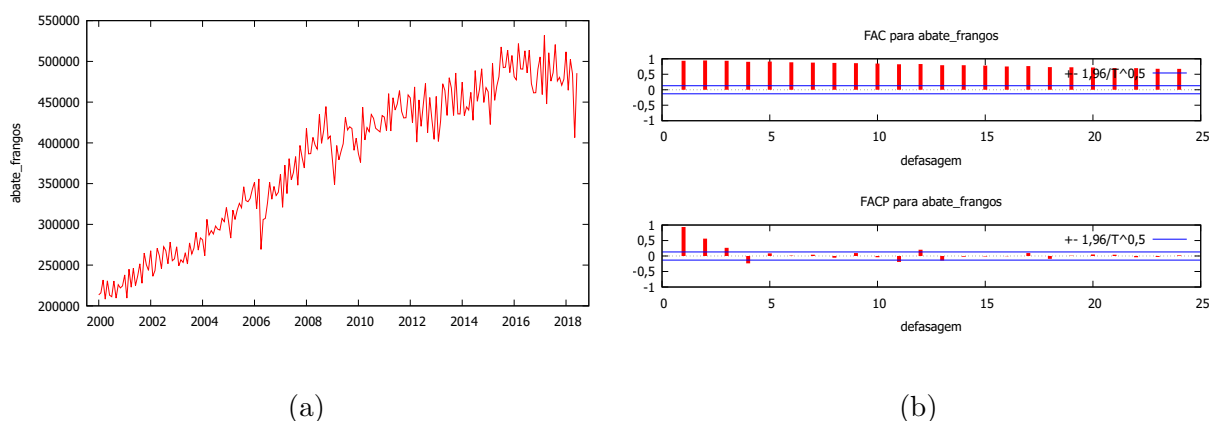 550000
500000
450000
400000
350000
300000
250000
200000
abate_frangos
2000 2002 2004 2006 2008 2010 2012 2014 2016 2018
(a)
FAC para abate_frangos
1
0,5
0
-0,5
-1
+- 1,96/T^0,5
0 5 10 15 20 25
defasagem
FACP para abate_frangos
1
0,5
0
-0,5
-1
+- 1,96/T^0,5
0 5 10 15 20 25
defasagem
(b)